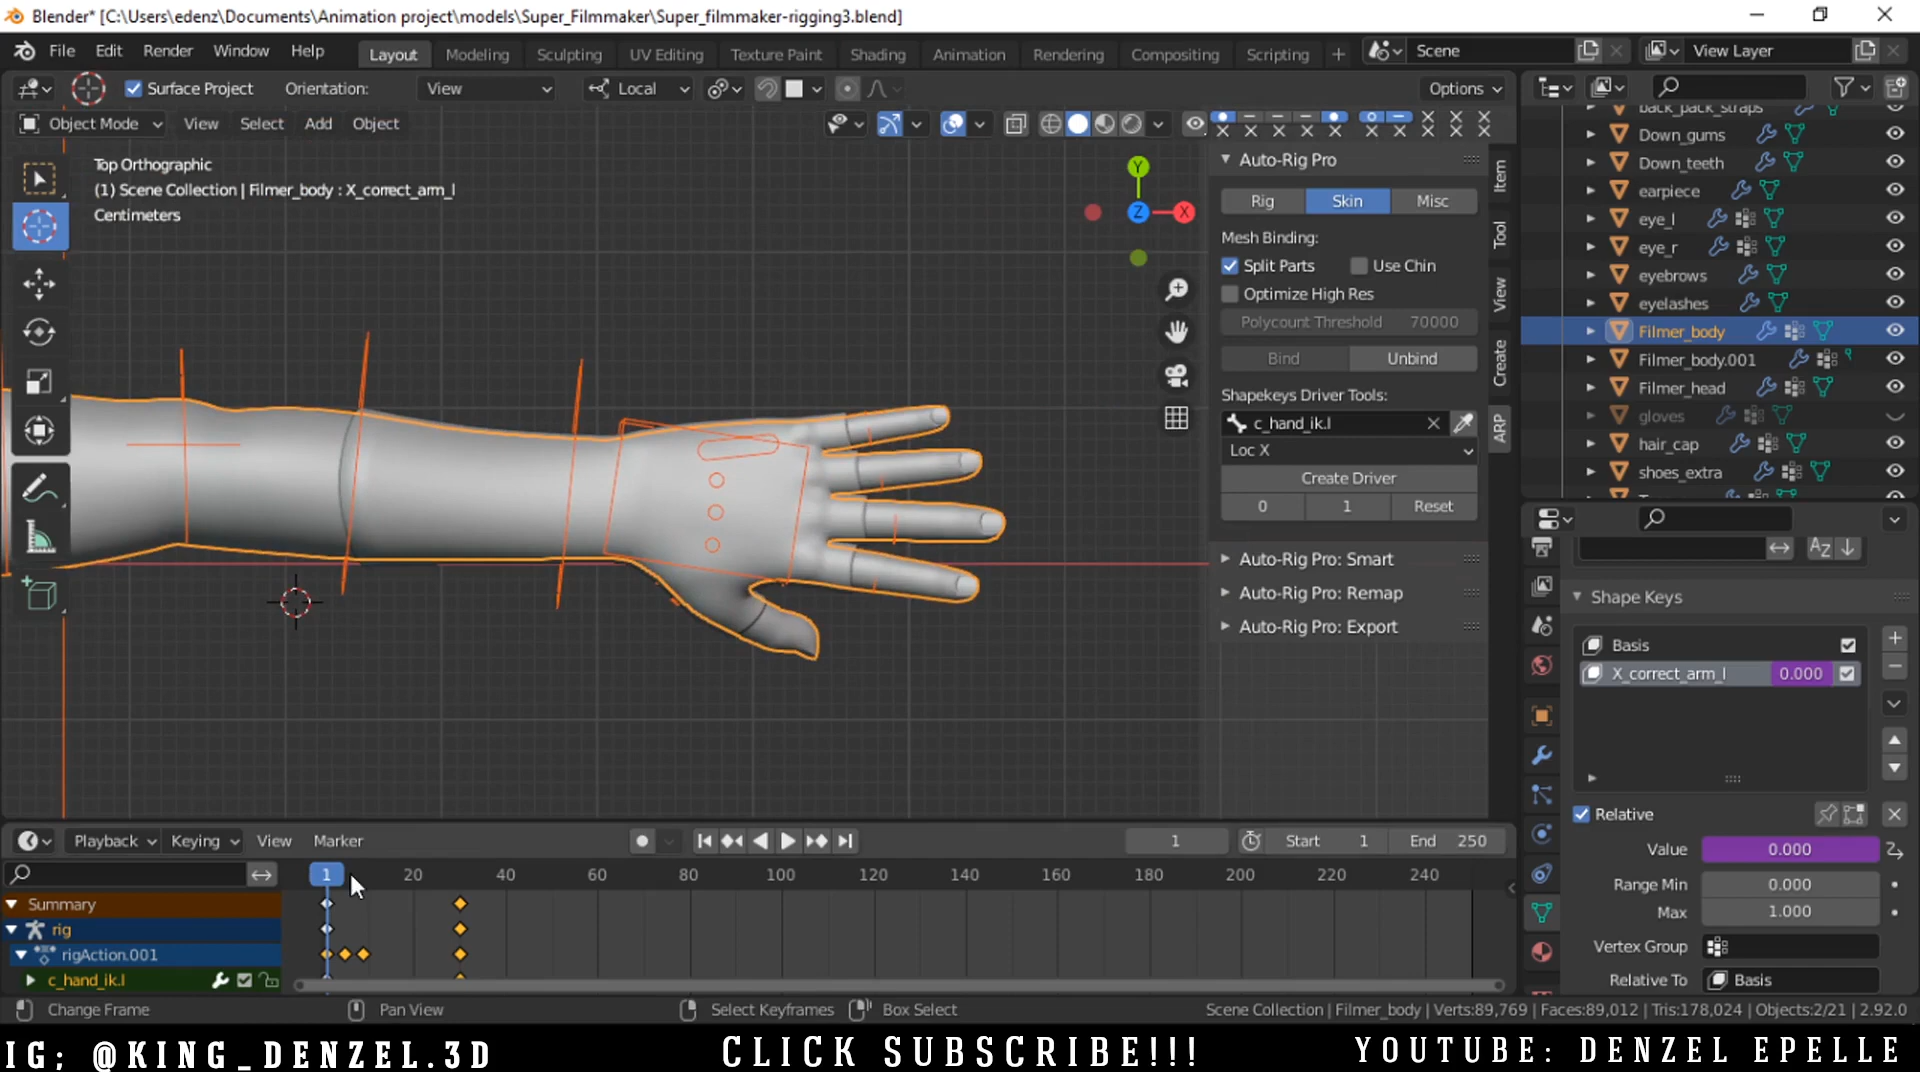 Blender* [C:\Users\edenz\Documents\Animation project\models\Super_Filmmaker\Super_filmmaker-rigging3.blend]
File Edit Render Window Help Layout Modeling Sculpting UV Editing Texture Paint Shading Animation Rendering Compositing Scripting + Scene View Layer
Surface Project Orientation: View Local Options
Object Mode View Select Add Object
Top Orthographic
(1) Scene Collection | Filmer_body : X_correct_arm_l
Centimeters
Y
Z
X
Auto-Rig Pro
Rig Skin Misc
Mesh Binding:
Split Parts Use Chin
Optimize High Res
Polycount Threshold 70000
Bind Unbind
Shapekeys Driver Tools:
c_hand_ik.l
Loc X
Create Driver
0 1 Reset
Auto-Rig Pro: Smart
Auto-Rig Pro: Remap
Auto-Rig Pro: Export
Item
Tool
View
Create
ARP
back_pack_straps
Down_gums
Down_teeth
earpiece
eye_l
eye_r
eyebrows
eyelashes
Filmer_body
Filmer_body.001
Filmer_head
gloves
hair_cap
shoes_extra
Shape Keys
Basis
X_correct_arm_l 0.000
Relative
Value 0.000
Range Min 0.000
Max 1.000
Vertex Group
Relative To Basis
Playback Keying View Marker 1 Start 1 End 250
1 20 40 60 80 100 120 140 160 180 200 220 240
Summary
rig
rigAction.001
c_hand_ik.l
Change Frame Pan View Select Keyframes Box Select Scene Collection | Filmer_body | Verts:89,769 | Faces:89,012 | Tris:178,024 | Objects:2/21 | 2.92.0
IG; @KING_DENZEL.3D CLICK SUBSCRIBE!!! YOUTUBE: DENZEL EPELLE